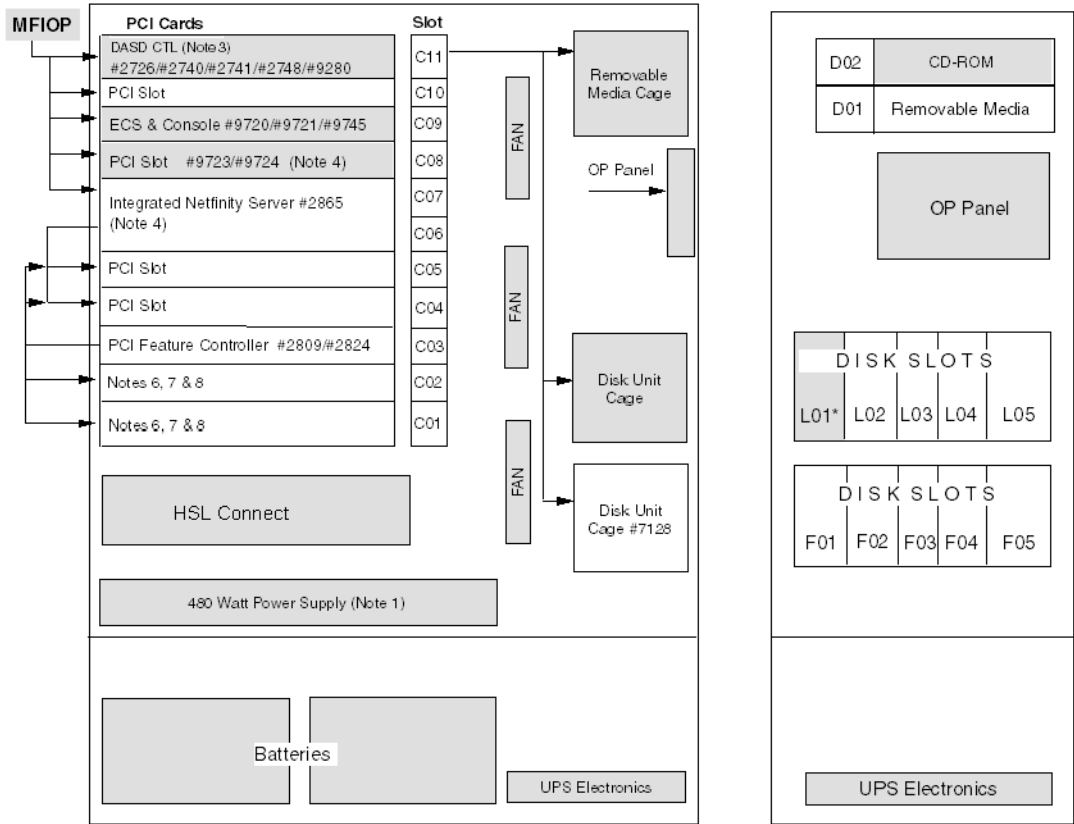 MFIOP
PCI Cards
Slot
DASD CTL (Note 3)
#2726/#2740/#2741/#2748/#9280
C11
PCI Slot
C10
ECS & Console #9720/#9721/#9745
C09
PCI Slot #9723/#9724 (Note 4)
C08
Integrated Netfinity Server #2865
(Note 4)
C07
C06
PCI Slot
C05
PCI Slot
C04
PCI Feature Controller #2809/#2824
C03
Notes 6, 7 & 8
C02
Notes 6, 7 & 8
C01
FAN
FAN
FAN
Removable
Media Cage
OP Panel
Disk Unit
Cage
Disk Unit
Cage #7128
HSL Connect
480 Watt Power Supply (Note 1)
Batteries
UPS Electronics
D02
CD-ROM
D01
Removable Media
OP Panel
DISK SLOTS
L01* L02 L03 L04 L05
DISK SLOTS
F01 F02 F03 F04 F05
UPS Electronics